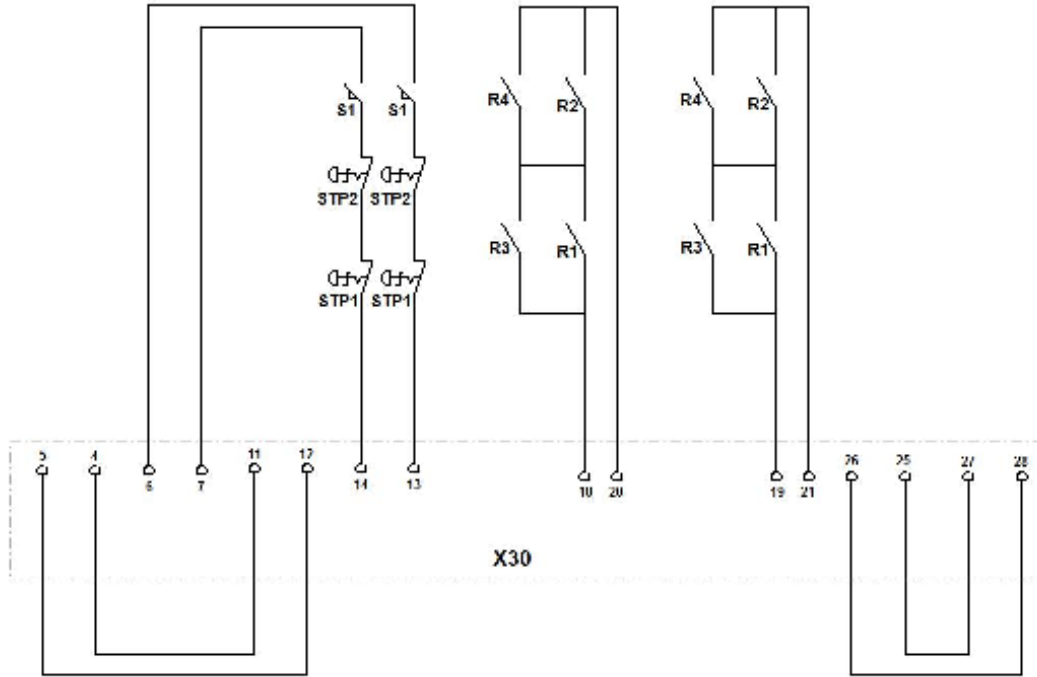 R4 R2 R4 R2
S1 S1
STP2 STP2
R3 R1 R3 R1
STP1 STP1
5 4 11 12 26 25 27 28
6 7 14 13 18 20 19 21
X30